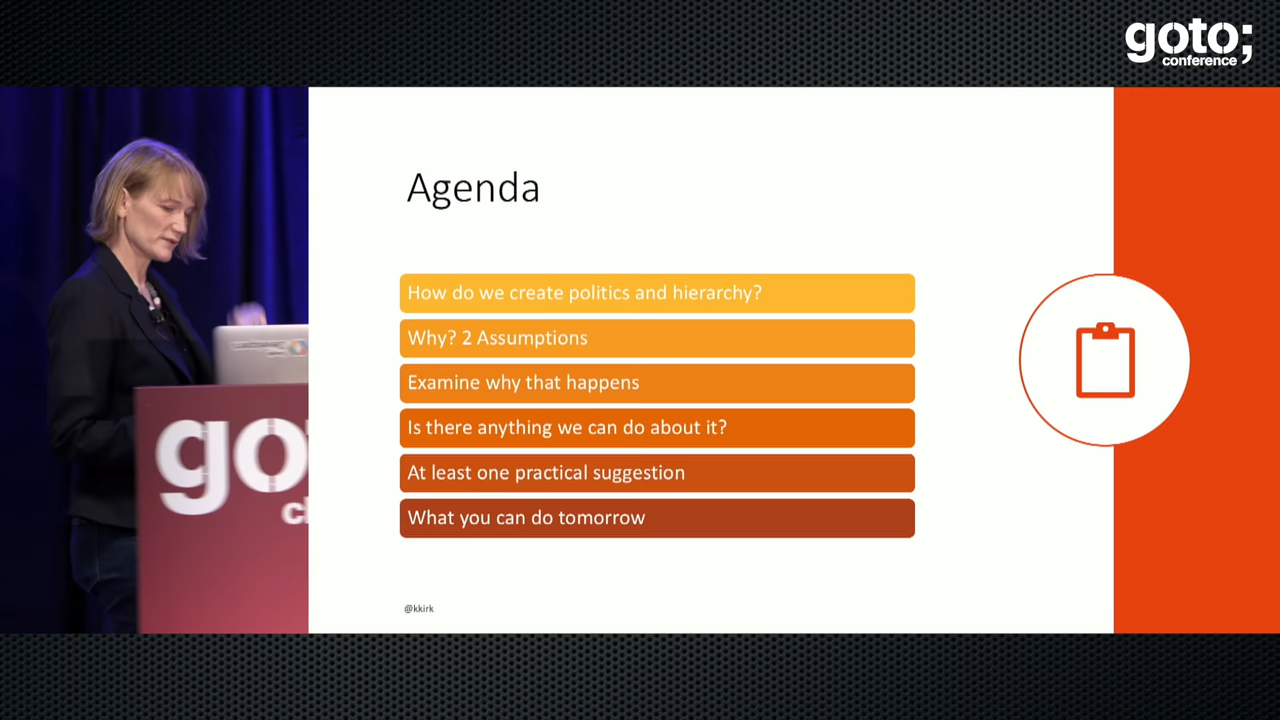 goto;
conference
Agenda
How do we create politics and hierarchy?
Why? 2 Assumptions
Examine why that happens
Is there anything we can do about it?
At least one practical suggestion
What you can do tomorrow
@kkirk
go
c